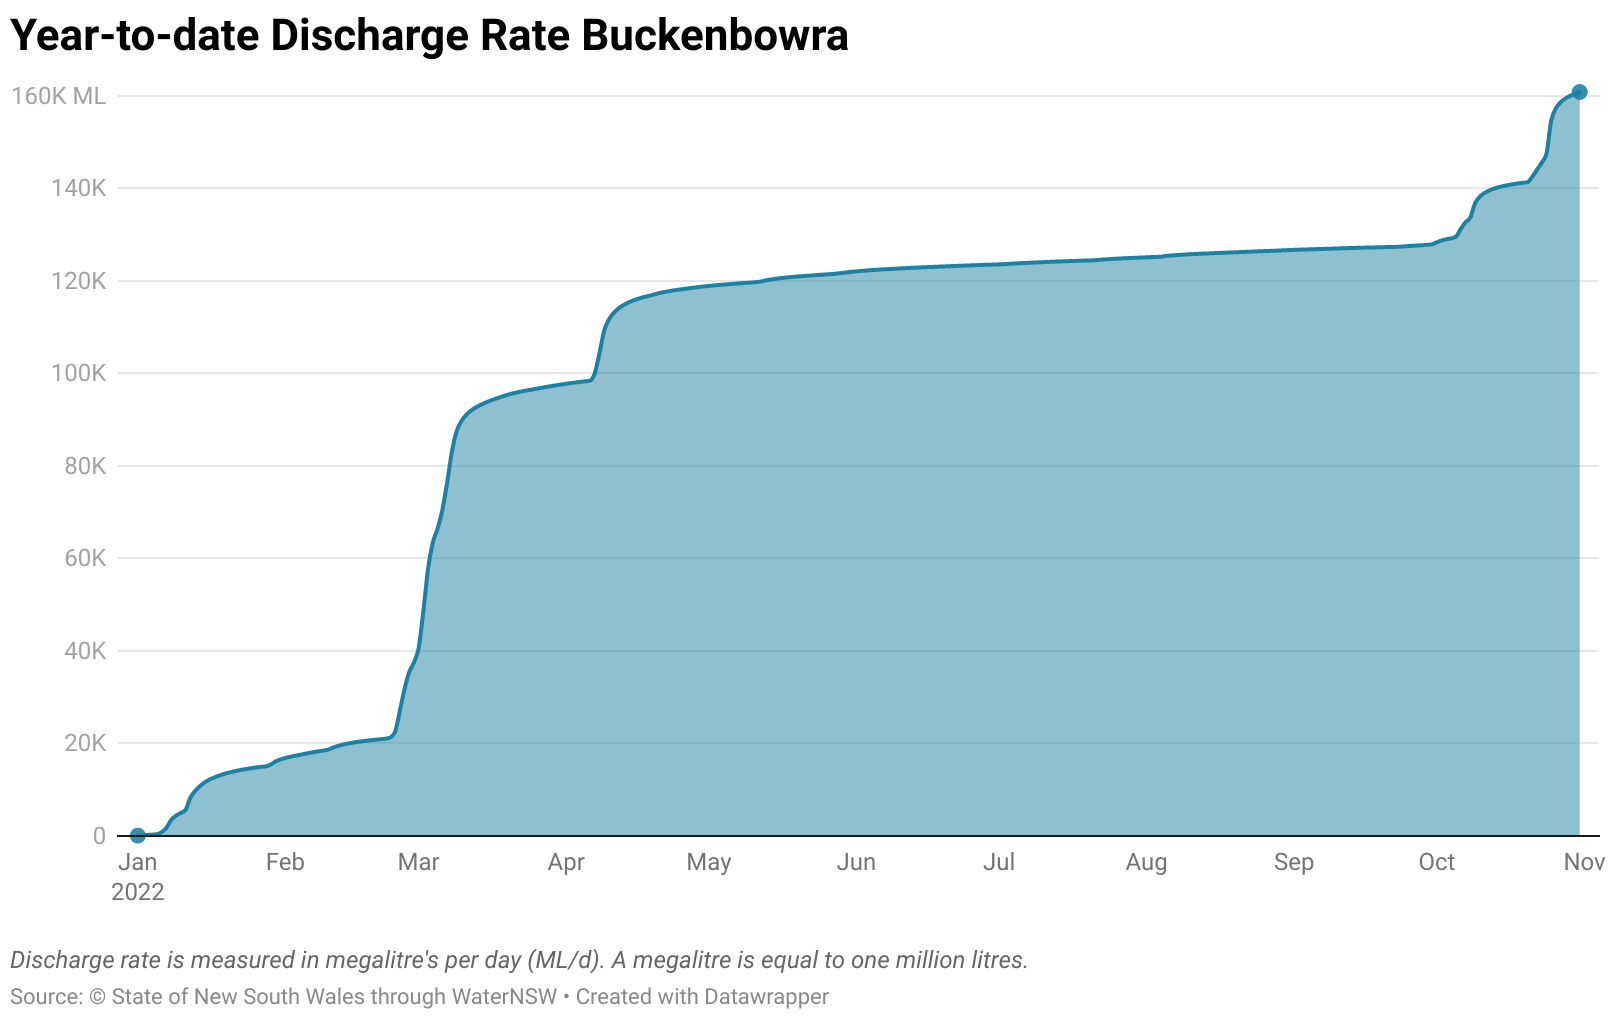 Year-to-date Discharge Rate Buckenbowra
160K ML
140K
120K
100K
80K
60K
40K
20K
0
Jan Feb Mar Apr May Jun Jul Aug Sep Oct Nov
2022
Discharge rate is measured in megalitre's per day (ML/d). A megalitre is equal to one million litres.
Source: © State of New South Wales through WaterNSW • Created with Datawrapper